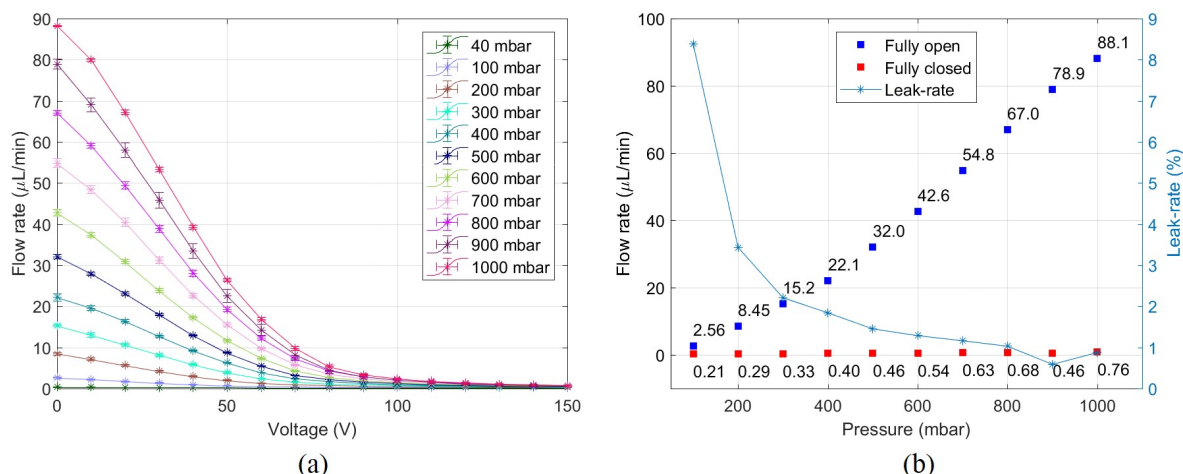 90
80
70
60
50
40
30
20
10
0
Flow rate (μL/min)
0
50
100
150
Voltage (V)
40 mbar
100 mbar
200 mbar
300 mbar
400 mbar
500 mbar
600 mbar
700 mbar
800 mbar
900 mbar
1000 mbar
(a)
100
80
60
40
20
0
Flow rate (μL/min)
Fully open
Fully closed
Leak-rate
2.56
8.45
15.2
22.1
32.0
42.6
54.8
67.0
78.9
88.1
0.21
0.29
0.33
0.40
0.46
0.54
0.63
0.68
0.46
0.76
200
400
600
800
1000
Pressure (mbar)
9
8
7
6
5
4
3
2
1
0
Leak-rate (%)
(b)